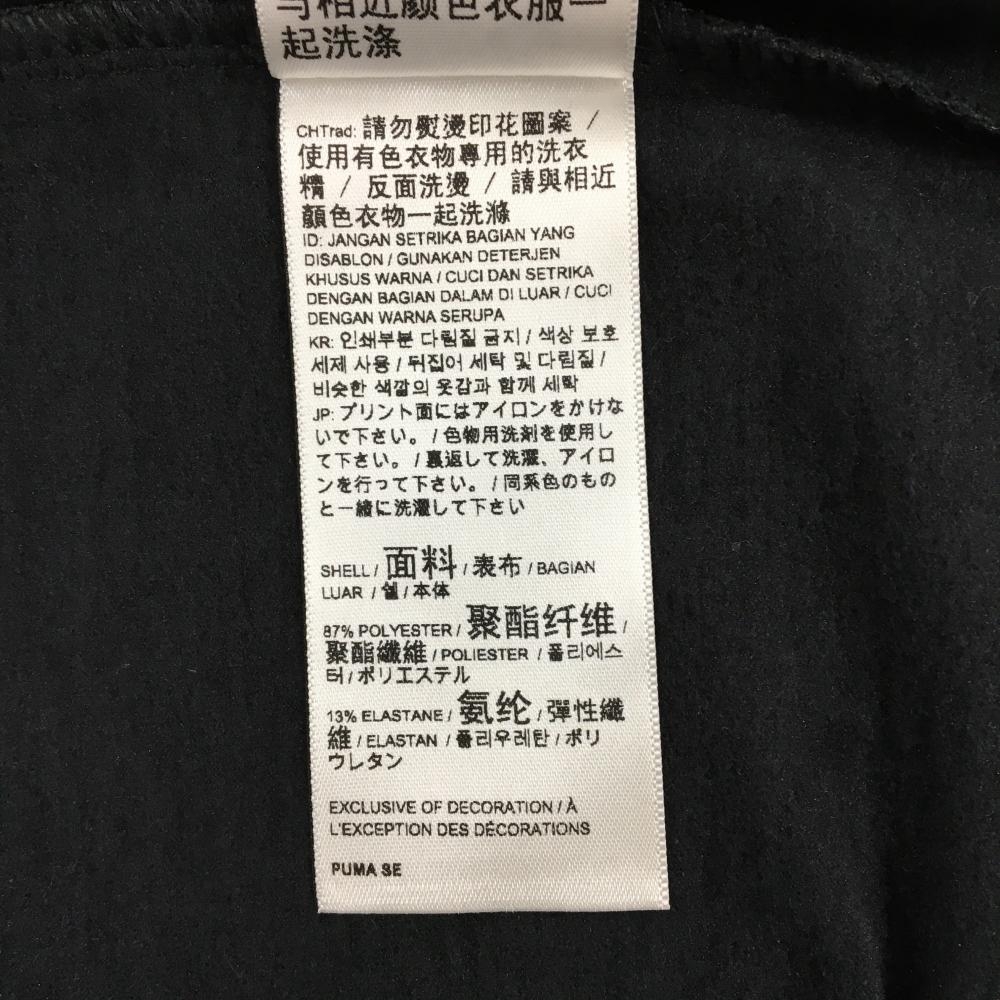 与相近颜色衣服一
起洗涤
CHTrad: 請勿熨燙印花圖案 /
使用有色衣物專用的洗衣
精 / 反面洗燙 / 請與相近
顏色衣物一起洗滌
ID: JANGAN SETRIKA BAGIAN YANG
DISABLON / GUNAKAN DETERJEN
KHUSUS WARNA / CUCI DAN SETRIKA
DENGAN BAGIAN DALAM DI LUAR / CUCI
DENGAN WARNA SERUPA
KR: 인쇄부분 다림질 금지 / 색상 보호
세제 사용 / 뒤집어 세탁 및 다림질 /
비슷한 색깔의 옷감과 함께 세탁
JP: プリント面にはアイロンをかけな
いで下さい。 / 色物用洗剤を使用し
て下さい。 / 裏返して洗濯、アイロ
ンを行って下さい。 / 同系色のもの
と一緒に洗濯して下さい
SHELL / 面料 / 表布 / BAGIAN
LUAR / 쉘 / 本体
87% POLYESTER / 聚酯纤维 /
聚酯纖維 / POLIESTER / 폴리에스
터 / ポリエステル
13% ELASTANE / 氨纶 / 彈性纖
維 / ELASTAN / 폴리우레탄 / ポリ
ウレタン
EXCLUSIVE OF DECORATION / À
L'EXCEPTION DES DÉCORATIONS
PUMA SE